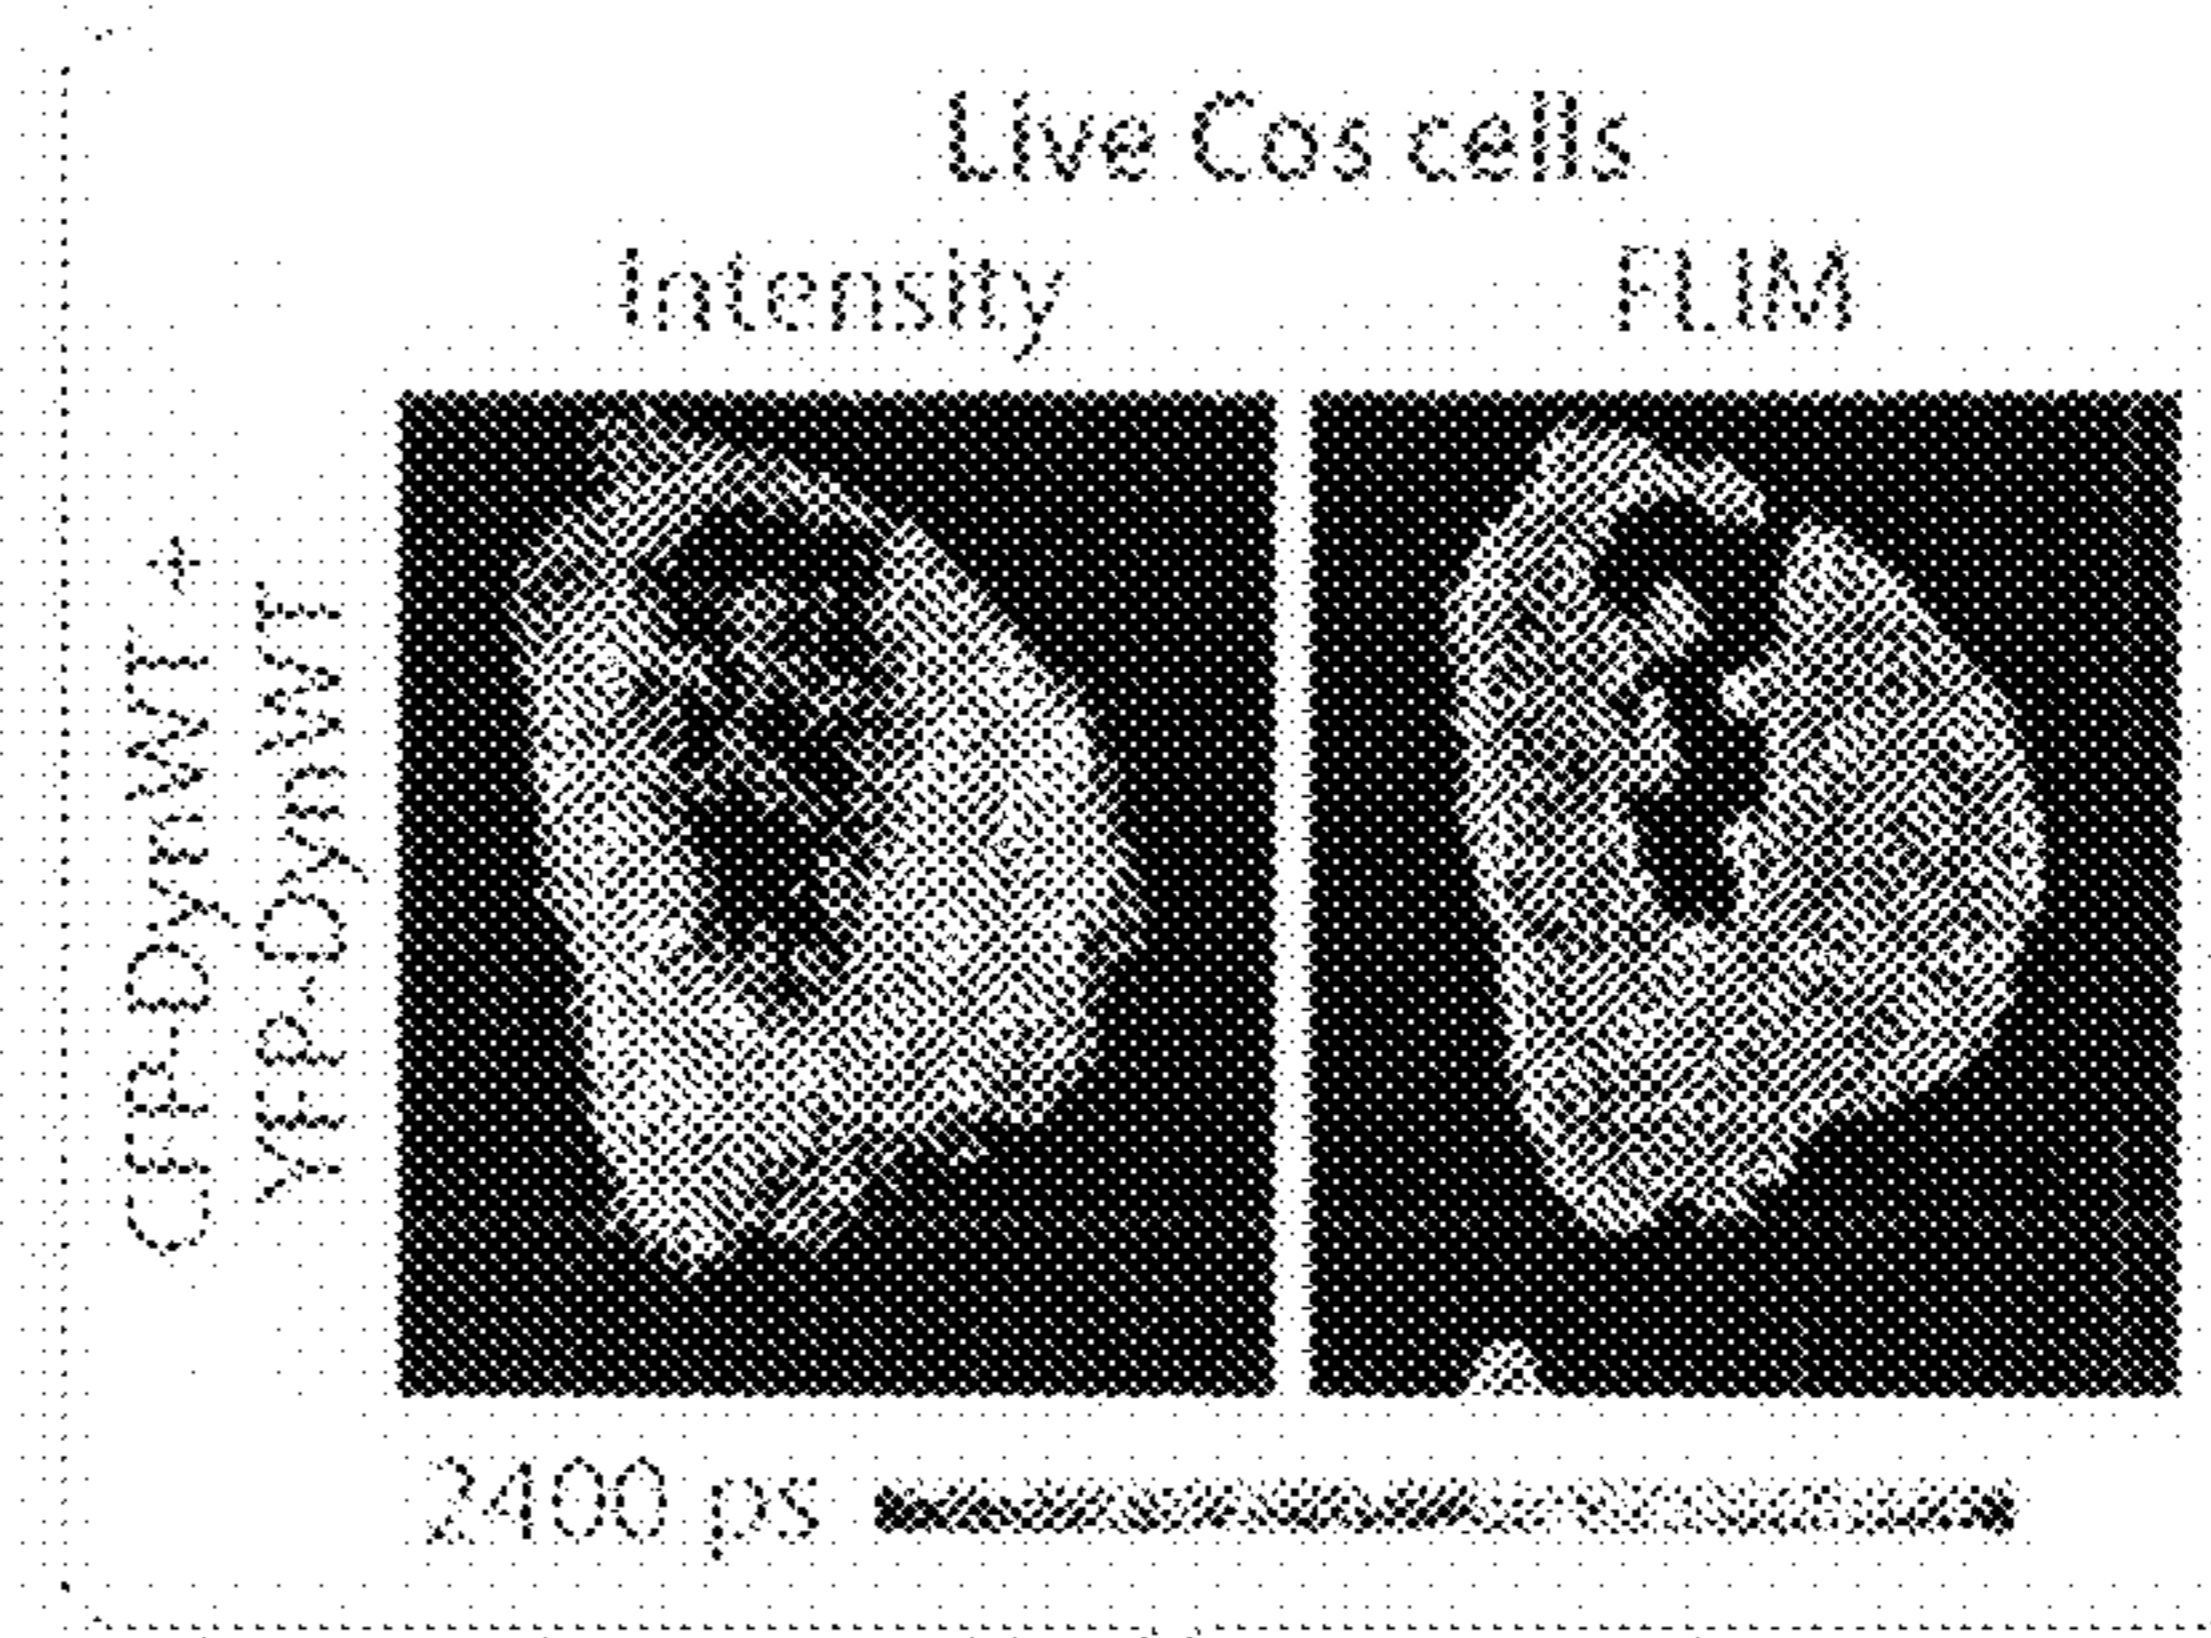 Live Cos cells
Intensity FLIM
CFP-DynWT +
YFP-DynWT
2400 ps